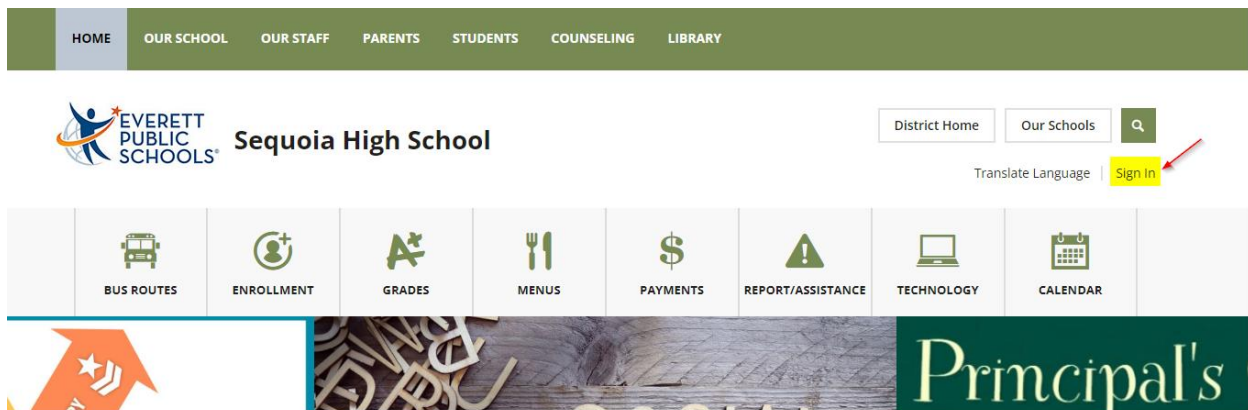 HOME OUR SCHOOL OUR STAFF PARENTS STUDENTS COUNSELING LIBRARY
EVERETT
PUBLIC
SCHOOLS®
Sequoia High School
District Home Our Schools
Translate Language | Sign In
BUS ROUTES ENROLLMENT GRADES MENUS PAYMENTS REPORT/ASSISTANCE TECHNOLOGY CALENDAR
Principal's